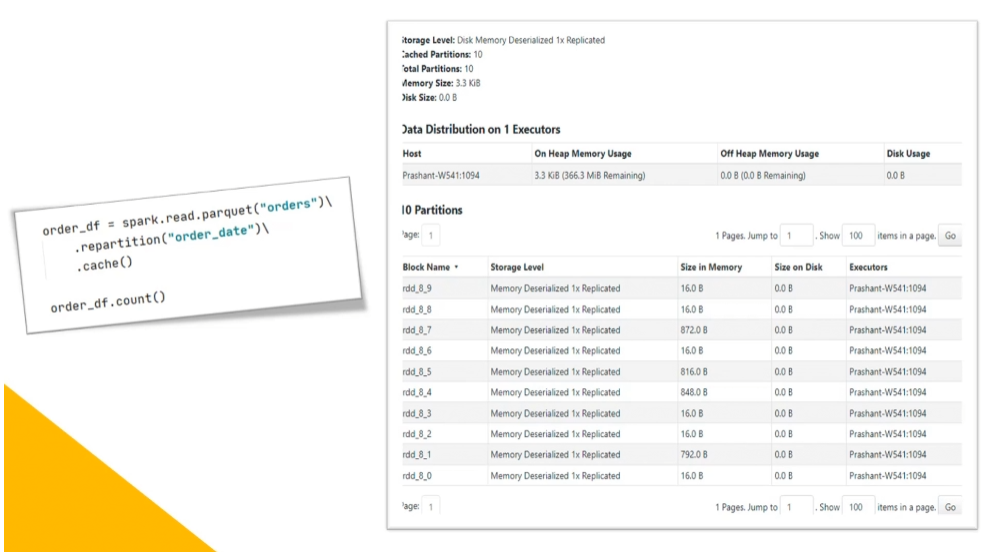 order_df = spark.read.parquet("orders")\
.repartition("order_date")\
.cache()
order_df.count()
Storage Level: Disk Memory Deserialized 1x Replicated
Cached Partitions: 10
Total Partitions: 10
Memory Size: 3.3 KiB
Disk Size: 0.0 B
Data Distribution on 1 Executors
Host On Heap Memory Usage Off Heap Memory Usage Disk Usage
Prashant-W541:1094 3.3 KiB (366.3 MiB Remaining) 0.0 B (0.0 B Remaining) 0.0 B
10 Partitions
Page: 1 1 Pages. Jump to 1 . Show 100 items in a page. Go
Block Name Storage Level Size in Memory Size on Disk Executors
rdd_8_9 Memory Deserialized 1x Replicated 16.0 B 0.0 B Prashant-W541:1094
rdd_8_8 Memory Deserialized 1x Replicated 16.0 B 0.0 B Prashant-W541:1094
rdd_8_7 Memory Deserialized 1x Replicated 872.0 B 0.0 B Prashant-W541:1094
rdd_8_6 Memory Deserialized 1x Replicated 16.0 B 0.0 B Prashant-W541:1094
rdd_8_5 Memory Deserialized 1x Replicated 816.0 B 0.0 B Prashant-W541:1094
rdd_8_4 Memory Deserialized 1x Replicated 848.0 B 0.0 B Prashant-W541:1094
rdd_8_3 Memory Deserialized 1x Replicated 16.0 B 0.0 B Prashant-W541:1094
rdd_8_2 Memory Deserialized 1x Replicated 16.0 B 0.0 B Prashant-W541:1094
rdd_8_1 Memory Deserialized 1x Replicated 792.0 B 0.0 B Prashant-W541:1094
rdd_8_0 Memory Deserialized 1x Replicated 16.0 B 0.0 B Prashant-W541:1094
Page: 1 1 Pages. Jump to 1 . Show 100 items in a page. Go